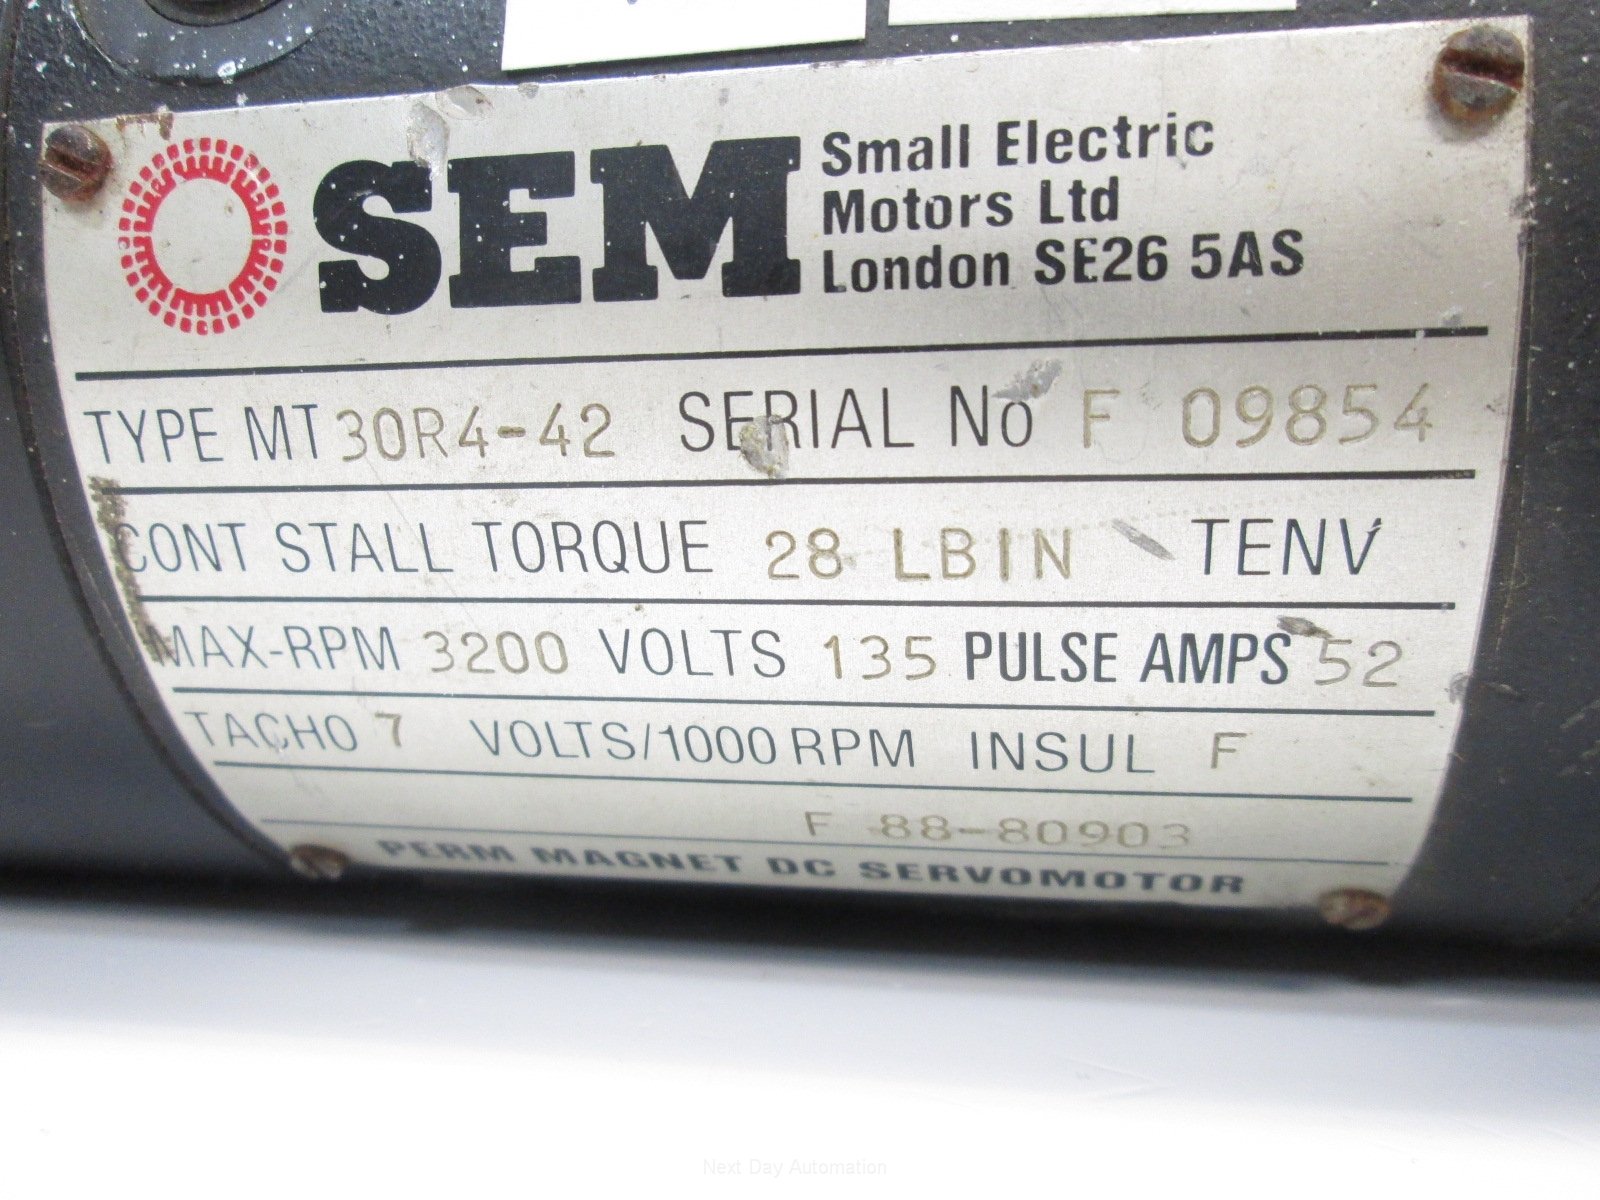 SEM
Small Electric
Motors Ltd
London SE26 5AS
TYPE MT 30R4-42 SERIAL No F 09854
CONT STALL TORQUE 28 LBIN TENV
MAX-RPM 3200 VOLTS 135 PULSE AMPS 52
TACHO 7 VOLTS/1000 RPM INSUL F
F 88-80903
PERM MAGNET DC SERVOMOTOR
Next Day Automation